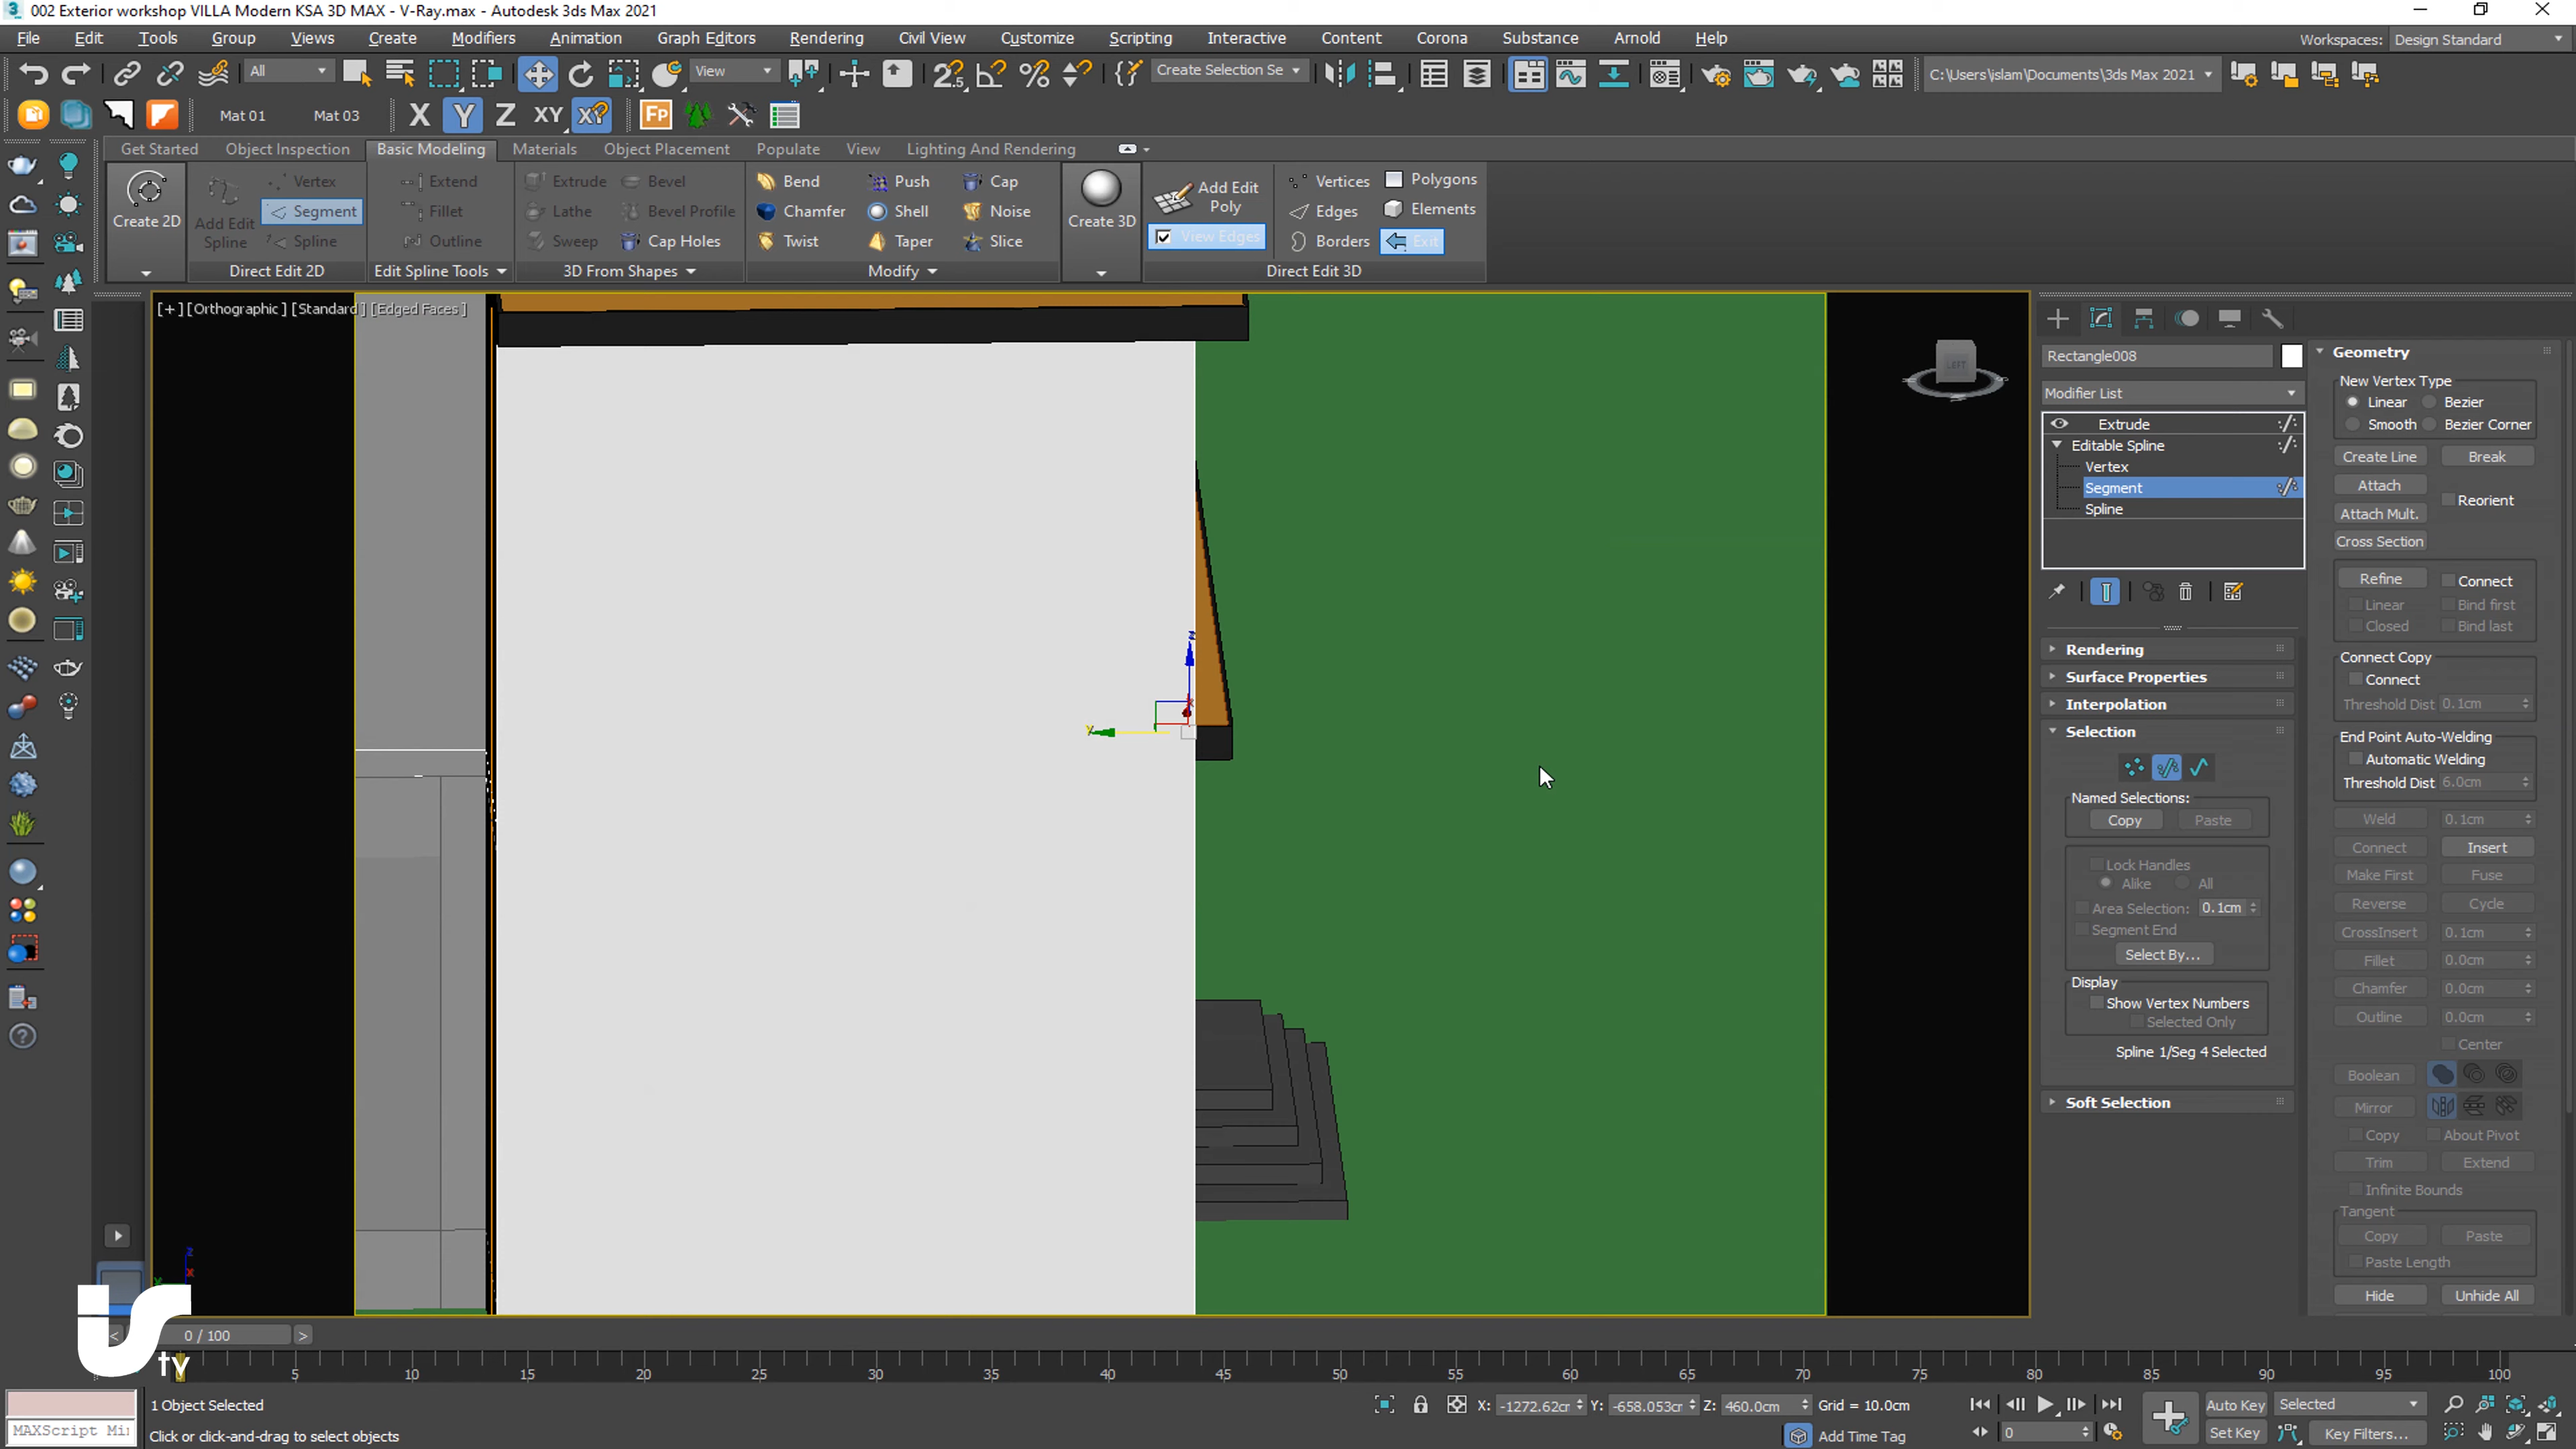 002 Exterior workshop VILLA Modern KSA 3D MAX - V-Ray.max - Autodesk 3ds Max 2021
File Edit Tools Group Views Create Modifiers Animation Graph Editors Rendering Civil View Customize Scripting Interactive Content Corona Substance Arnold Help Workspaces: Design Standard
All View Create Selection Se C:\Users\islam\Documents\3ds Max 2021
Mat 01 Mat 03 X Y Z XY XY Fp
Get Started Object Inspection Basic Modeling Materials Object Placement Populate View Lighting And Rendering
Create 2D Add Edit Spline Vertex Segment Spline Direct Edit 2D
Extend Fillet Outline Edit Spline Tools
Extrude Bevel Lathe Bevel Profile Sweep Cap Holes 3D From Shapes
Bend Push Cap Chamfer Shell Noise Twist Taper Slice Modify
Create 3D
Add Edit Poly View Edges Vertices Edges Borders Polygons Elements Exit Direct Edit 3D
[+] [Orthographic] [Standard] [Edged Faces]
LEFT
z
x
y
Rectangle008
Modifier List
Extrude
Editable Spline
Vertex
Segment
Spline
Rendering
Surface Properties
Interpolation
Selection
Named Selections:
Copy Paste
Lock Handles
Alike All
Area Selection: 0.1cm
Segment End
Select By...
Display
Show Vertex Numbers
Selected Only
Spline 1/Seg 4 Selected
Soft Selection
Geometry
New Vertex Type
Linear Bezier
Smooth Bezier Corner
Create Line Break
Attach
Reorient
Attach Mult.
Cross Section
Refine Connect
Linear Bind first
Closed Bind last
Connect Copy
Connect
Threshold Dist 0.1cm
End Point Auto-Welding
Automatic Welding
Threshold Dist 6.0cm
Weld 0.1cm
Connect Insert
Make First Fuse
Reverse Cycle
CrossInsert 0.1cm
Fillet 0.0cm
Chamfer 0.0cm
Outline 0.0cm
Center
Boolean
Mirror
Copy About Pivot
Trim Extend
Infinite Bounds
Tangent
Copy Paste
Paste Length
Hide Unhide All
z
x
ty
< 0 / 100 >
5 10 15 20 25 30 35 40 45 50 55 60 65 70 75 80 85 90 95 100
1 Object Selected X: -1272.62cr Y: -658.053cr Z: 460.0cm Grid = 10.0cm Auto Key Selected
MAXScript Mi Click or click-and-drag to select objects Add Time Tag 0 Set Key Key Filters...